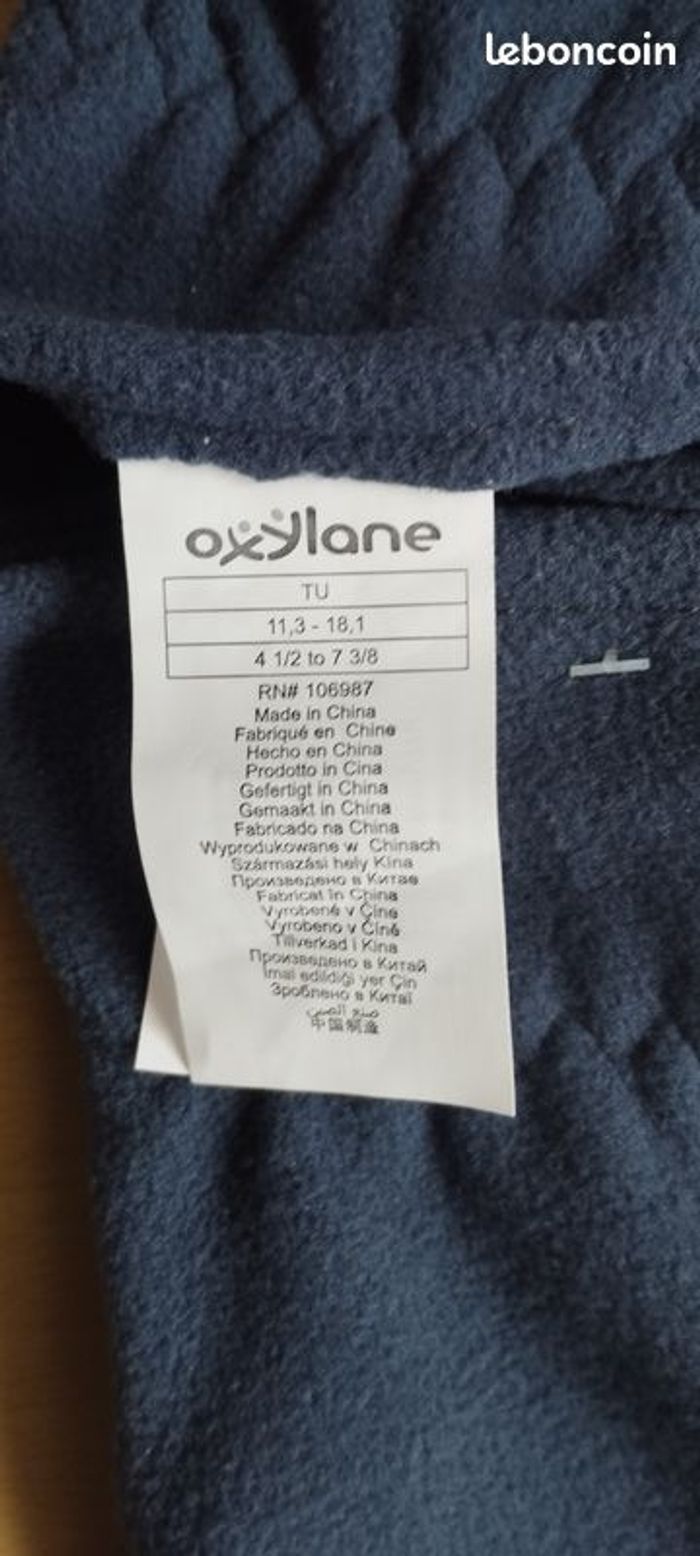 leboncoin
oxylane
TU
11,3 - 18,1
4 1/2 to 7 3/8
RN# 106987
Made in China
Fabriqué en Chine
Hecho en China
Prodotto in Cina
Gefertigt in China
Gemaakt in China
Fabricado na China
Wyprodukowane w Chinach
Származási hely Kína
Произведено в Китае
Fabricat în China
Vyrobené v Číne
Vyrobeno v Číně
Tillverkad i Kina
Произведено в Китай
İmal edildiği yer Çin
Зроблено в Китаї
صنع الصين
中国制造